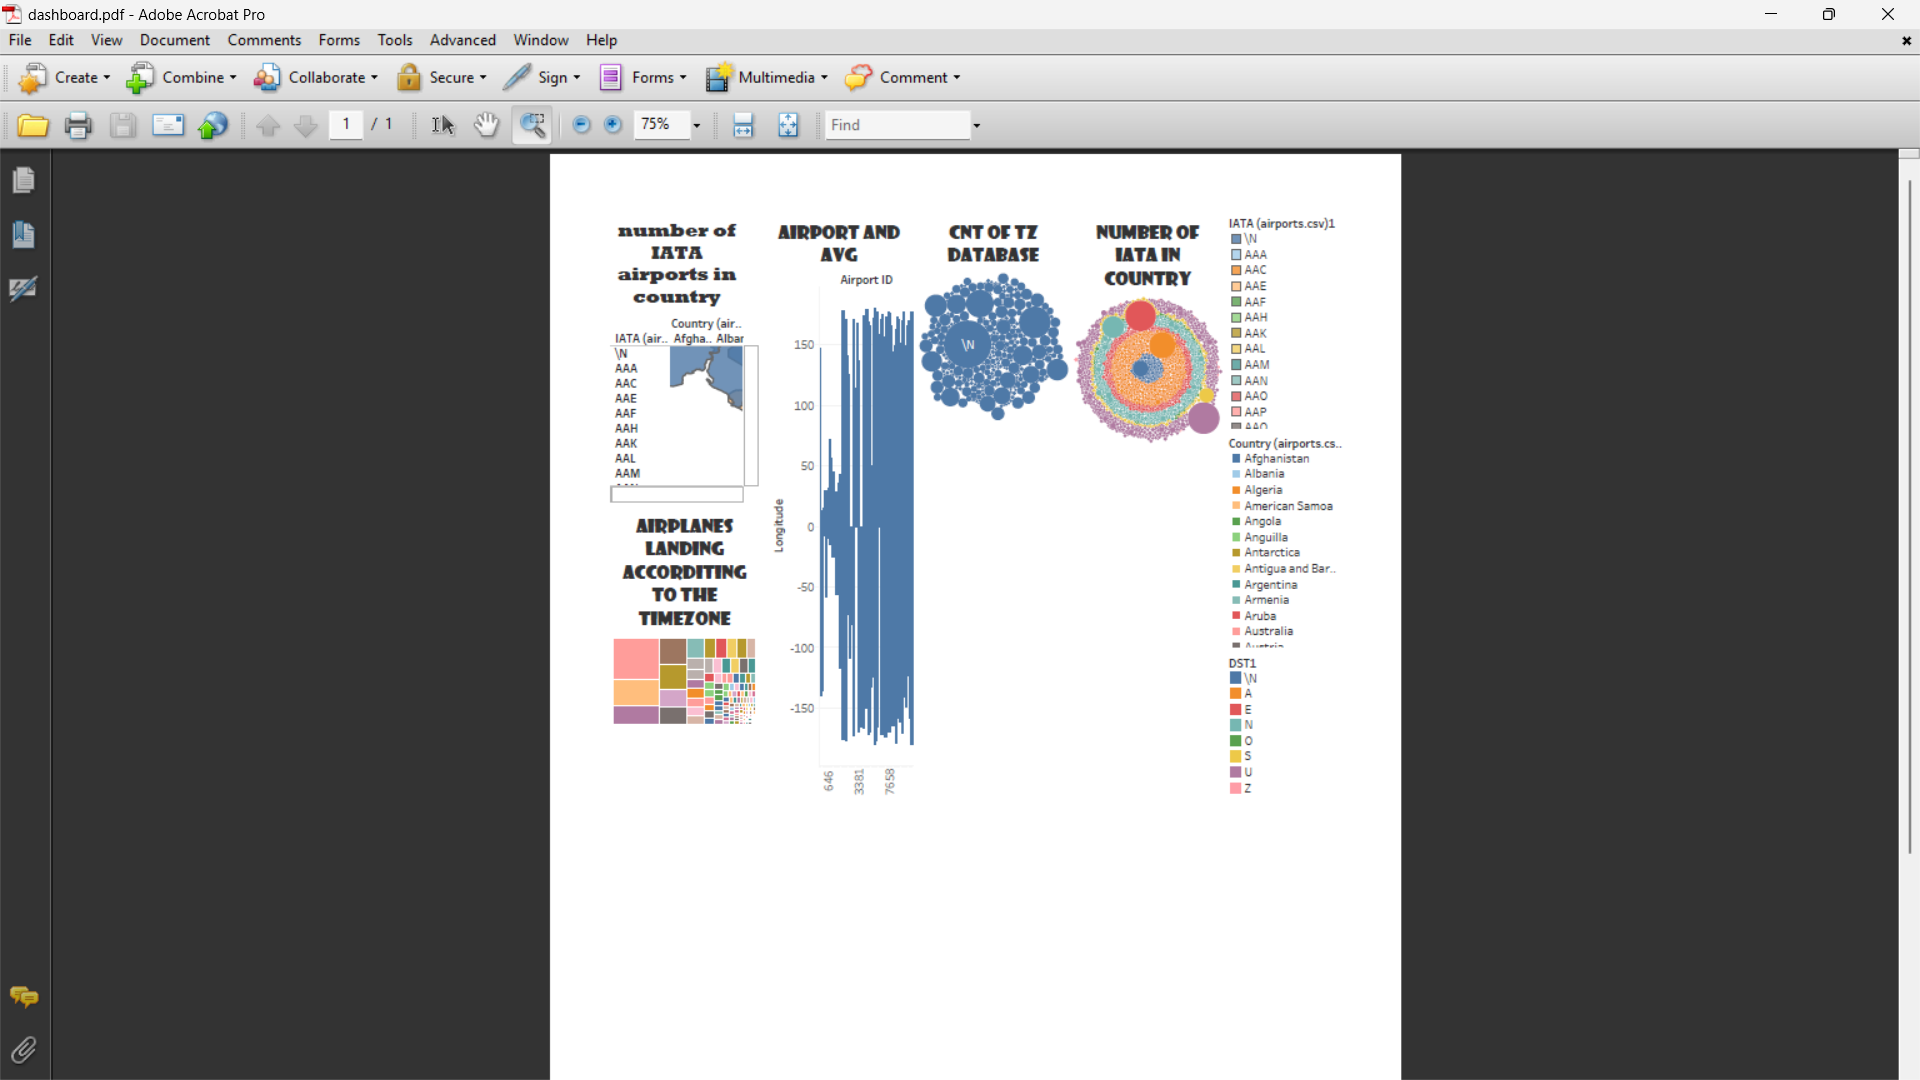 dashboard.pdf - Adobe Acrobat Pro
File Edit View Document Comments Forms Tools Advanced Window Help
Create Combine Collaborate Secure Sign Forms Multimedia Comment
1 / 1 75% Find
number of
IATA
airports in
country
Country (air..
IATA (air.. Afgha.. Albar
\N
AAA
AAC
AAE
AAF
AAH
AAK
AAL
AAM
AIRPLANES
LANDING
ACCORDITING
TO THE
TIMEZONE
AIRPORT AND
AVG
Airport ID
150
100
50
0
-50
-100
-150
Longitude
646
3381
7658
CNT OF TZ
DATABASE
\N
NUMBER OF
IATA IN
COUNTRY
IATA (airports.csv)1
\N
AAA
AAC
AAE
AAF
AAH
AAK
AAL
AAM
AAN
AAO
AAP
AAQ
Country (airports.cs..
Afghanistan
Albania
Algeria
American Samoa
Angola
Anguilla
Antarctica
Antigua and Bar..
Argentina
Armenia
Aruba
Australia
Austria
DST1
\N
A
E
N
O
S
U
Z